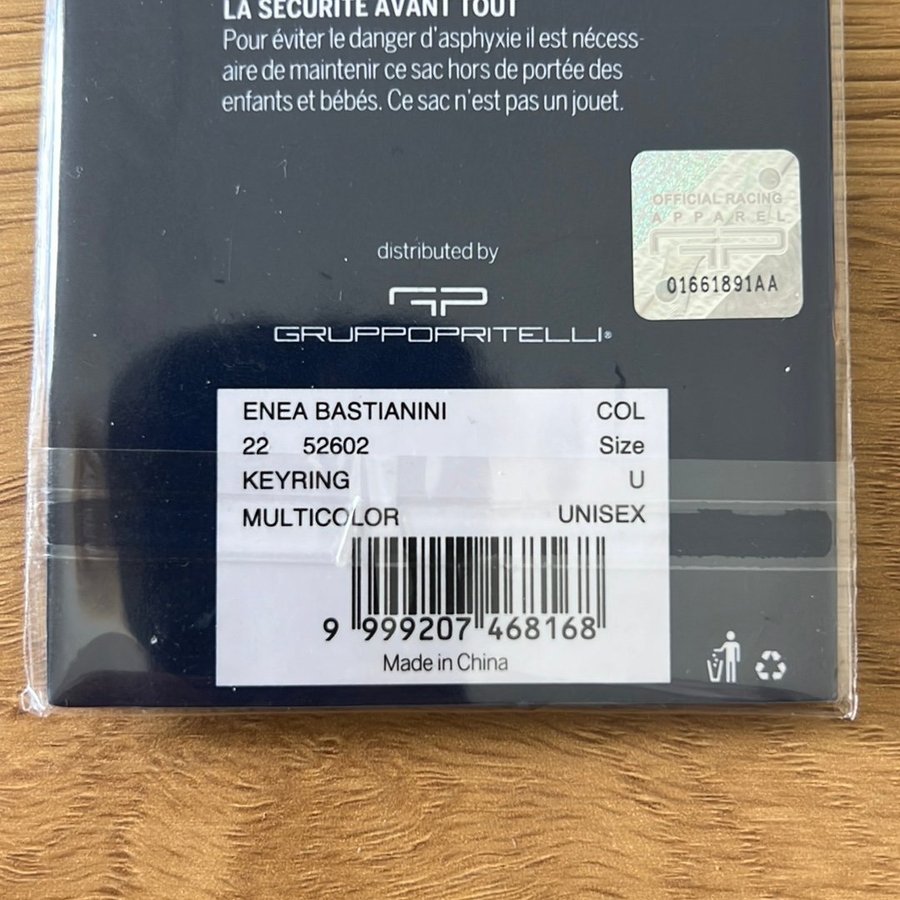 LA SÉCURITÉ AVANT TOUT
Pour éviter le danger d'asphyxie il est nécess-
aire de maintenir ce sac hors de portée des
enfants et bébés. Ce sac n'est pas un jouet.
OFFICIAL RACING
APPAREL
GP
01661891AA
distributed by
GP
GRUPPOPRITELLI®
ENEA BASTIANINI COL
22 52602 Size
KEYRING U
MULTICOLOR UNISEX
9 999207 468168
Made in China